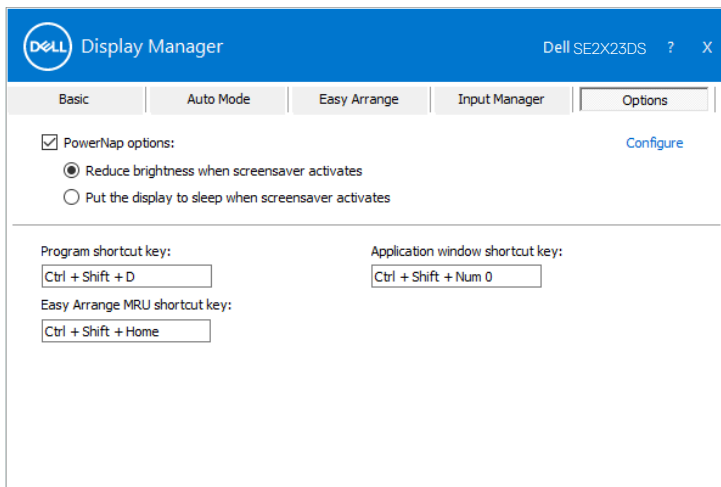 DELL Display Manager Dell SE2X23DS ? X
Basic Auto Mode Easy Arrange Input Manager Options
PowerNap options: Configure
Reduce brightness when screensaver activates
Put the display to sleep when screensaver activates
Program shortcut key: Application window shortcut key:
Ctrl + Shift + D Ctrl + Shift + Num 0
Easy Arrange MRU shortcut key:
Ctrl + Shift + Home